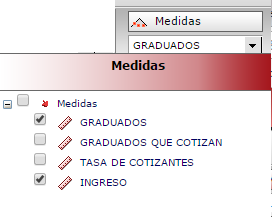 Medidas
GRADUADOS
Medidas
Medidas
GRADUADOS
GRADUADOS QUE COTIZAN
TASA DE COTIZANTES
INGRESO